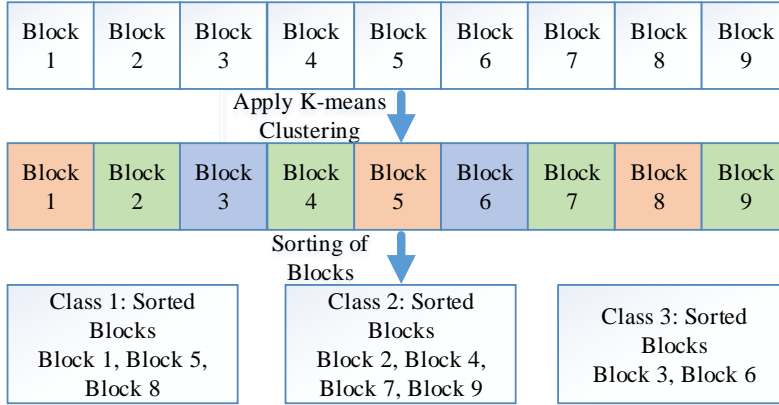 Block Block Block Block Block Block Block Block Block
1 2 3 4 5 6 7 8 9
Apply K-means
Clustering
Block Block Block Block Block Block Block Block Block
1 2 3 4 5 6 7 8 9
Sorting of
Blocks
Class 1: Sorted
Blocks
Block 1, Block 5,
Block 8
Class 2: Sorted
Blocks
Block 2, Block 4,
Block 7, Block 9
Class 3: Sorted
Blocks
Block 3, Block 6